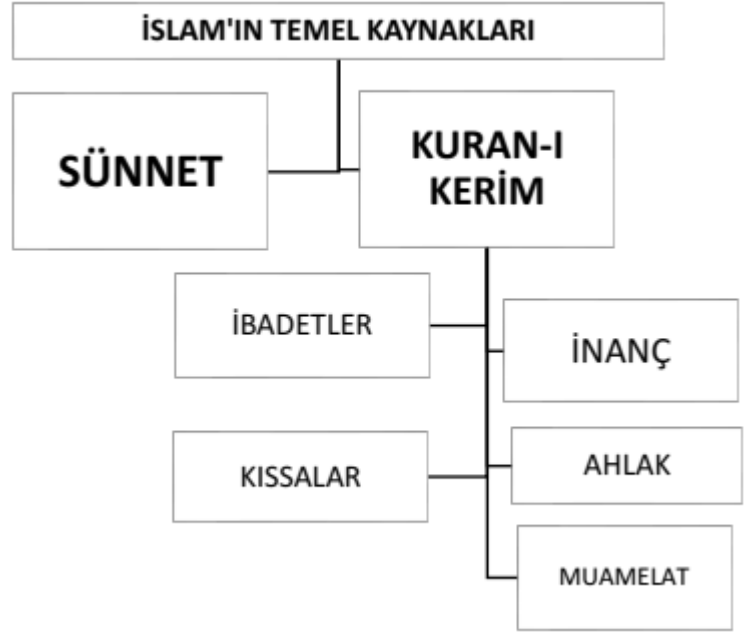 İSLAM'IN TEMEL KAYNAKLARI
SÜNNET
KURAN-I
KERİM
İBADETLER
İNANÇ
KISSALAR
AHLAK
MUAMELAT